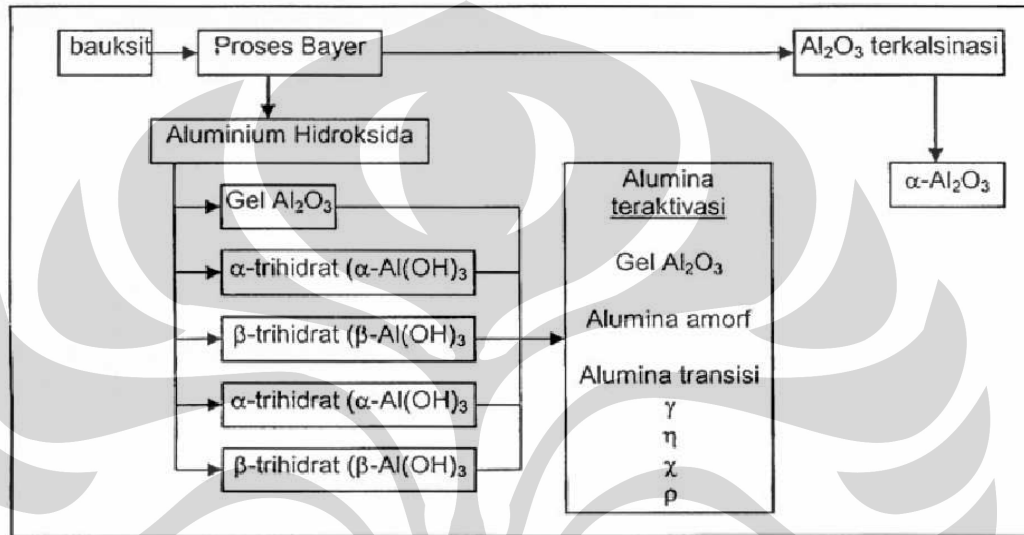 bauksit
Proses Bayer
Al₂O₃ terkalsinasi
Aluminium Hidroksida
α-Al₂O₃
Gel Al₂O₃
α-trihidrat (α-Al(OH)₃
β-trihidrat (β-Al(OH)₃
α-trihidrat (α-Al(OH)₃
β-trihidrat (β-Al(OH)₃
Alumina
teraktivasi
Gel Al₂O₃
Alumina amorf
Alumina transisi
γ
η
χ
ρ